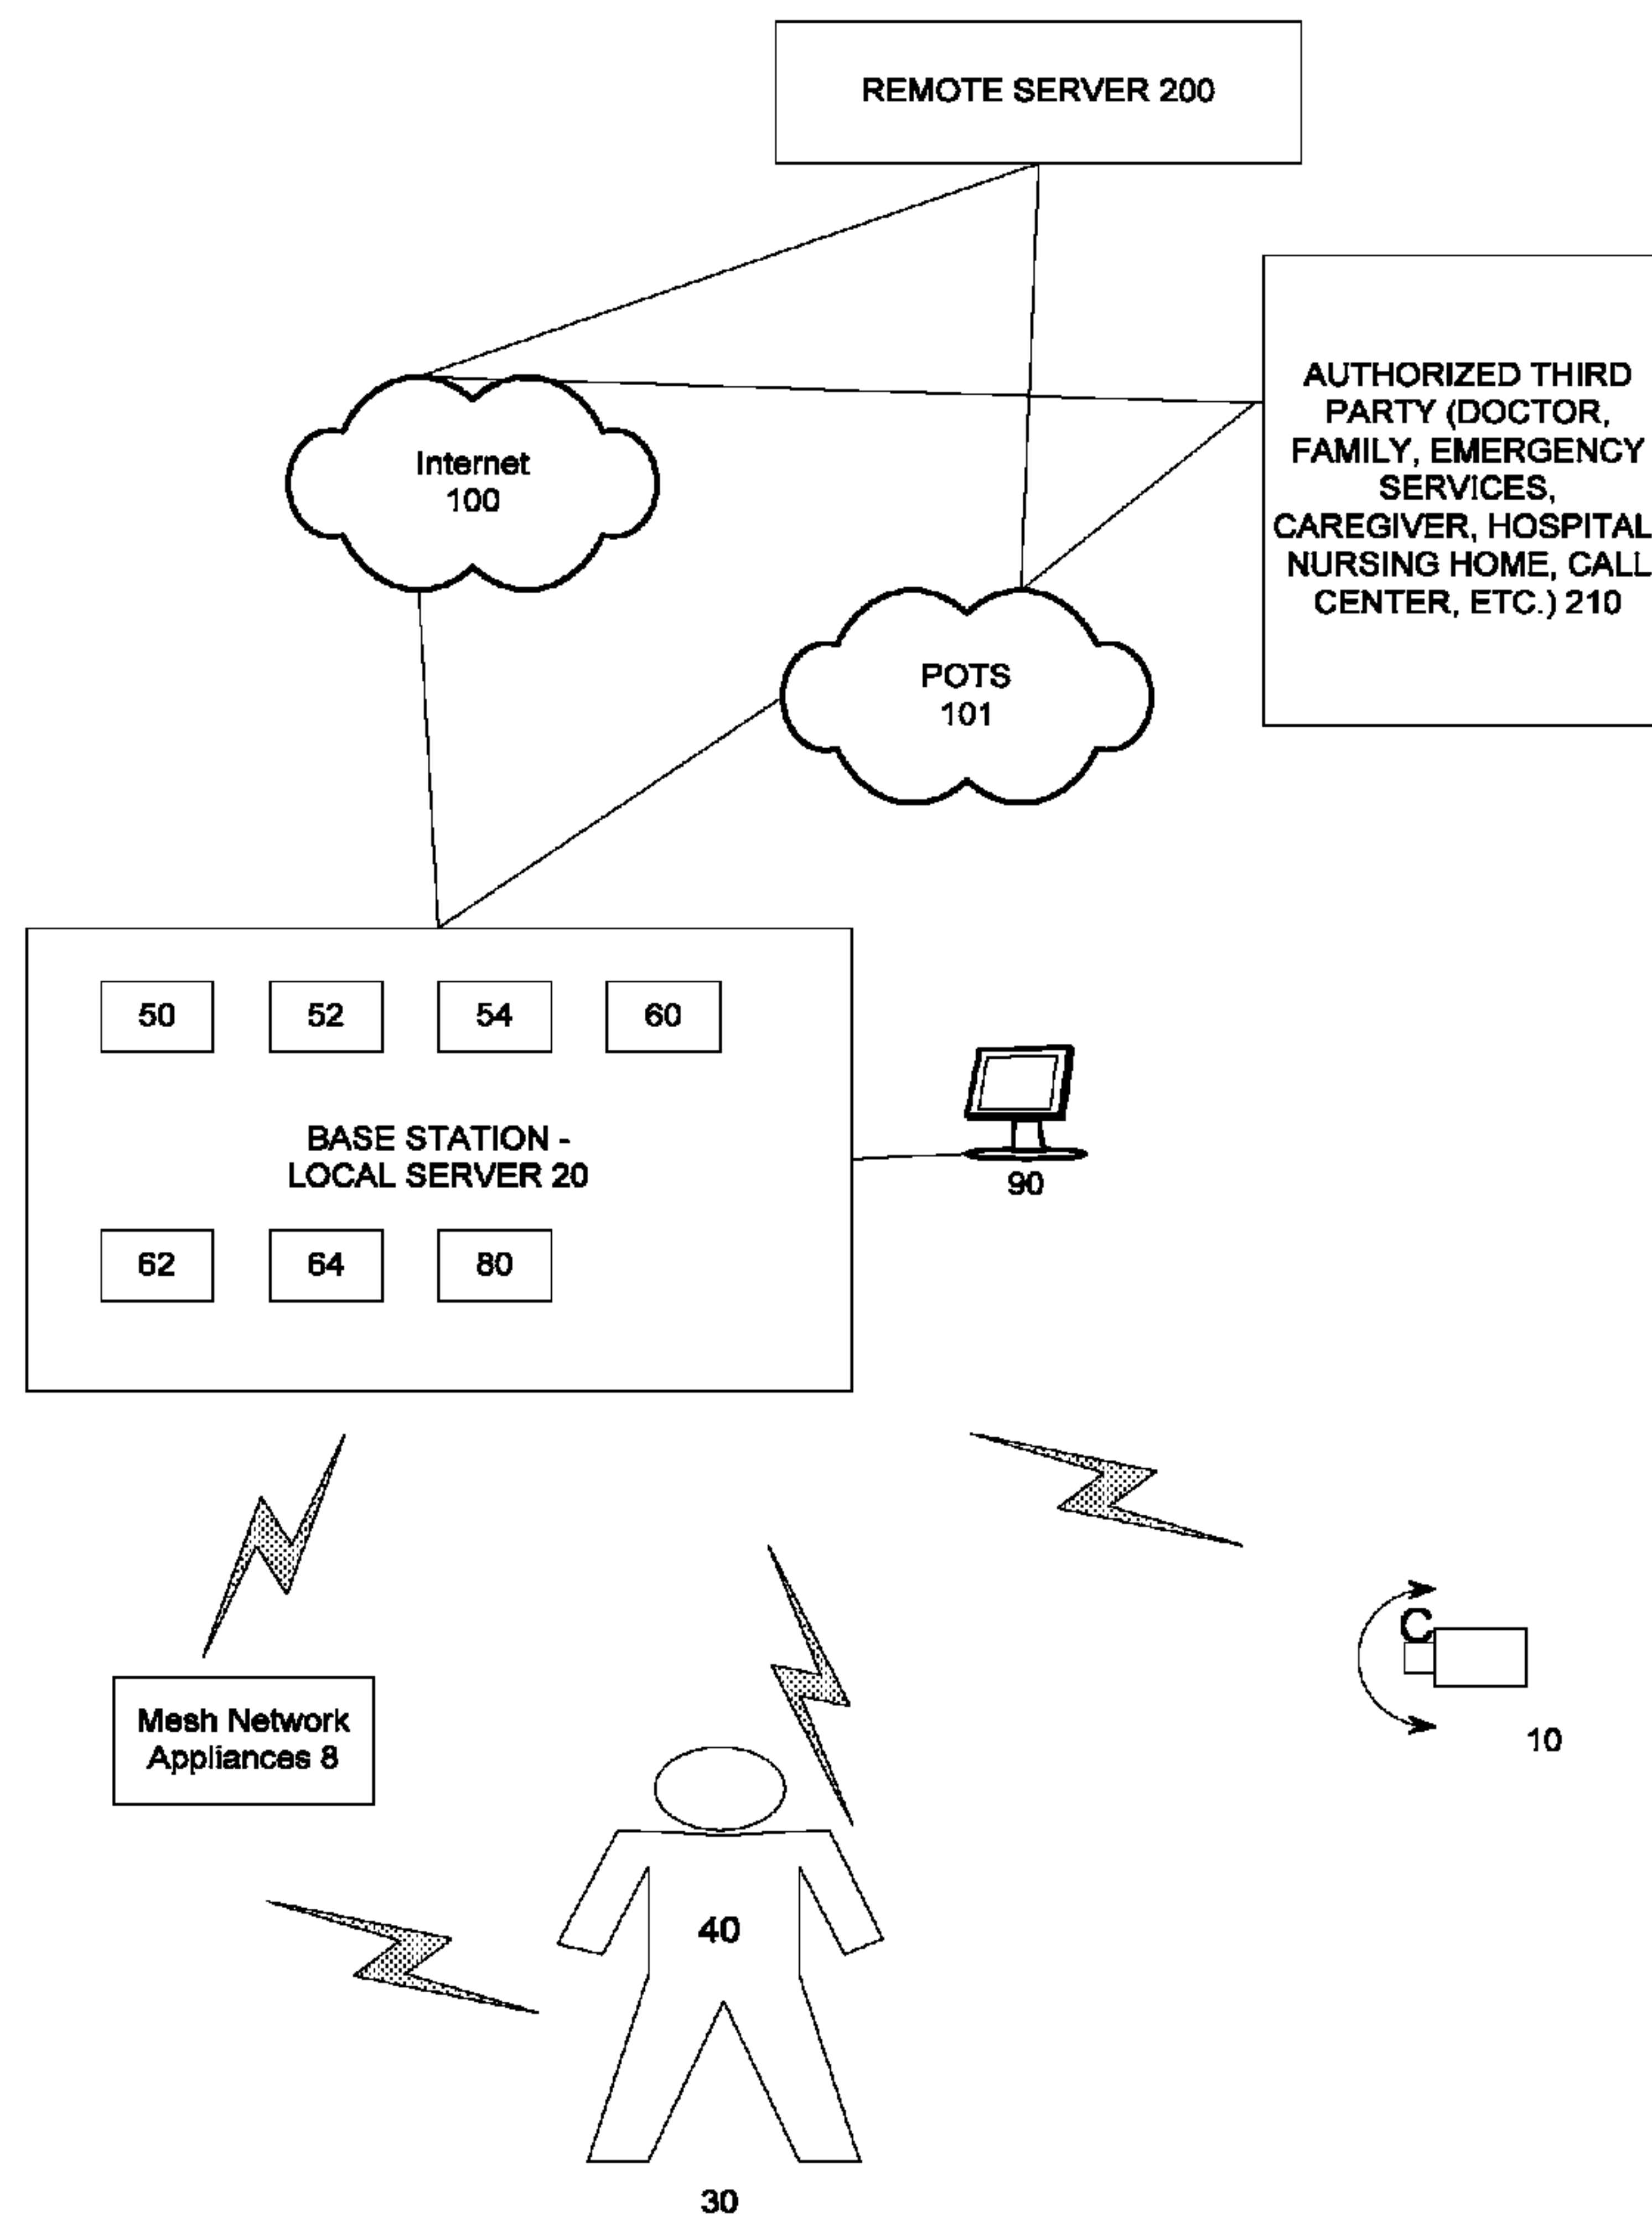 REMOTE SERVER 200
AUTHORIZED THIRD
PARTY (DOCTOR,
FAMILY, EMERGENCY
SERVICES,
CAREGIVER, HOSPITAL
NURSING HOME, CALL
CENTER, ETC.) 210
Internet
100
POTS
101
50
52
54
60
BASE STATION -
LOCAL SERVER 20
90
62
64
80
C
10
Mesh Network
Appliances 8
40
30